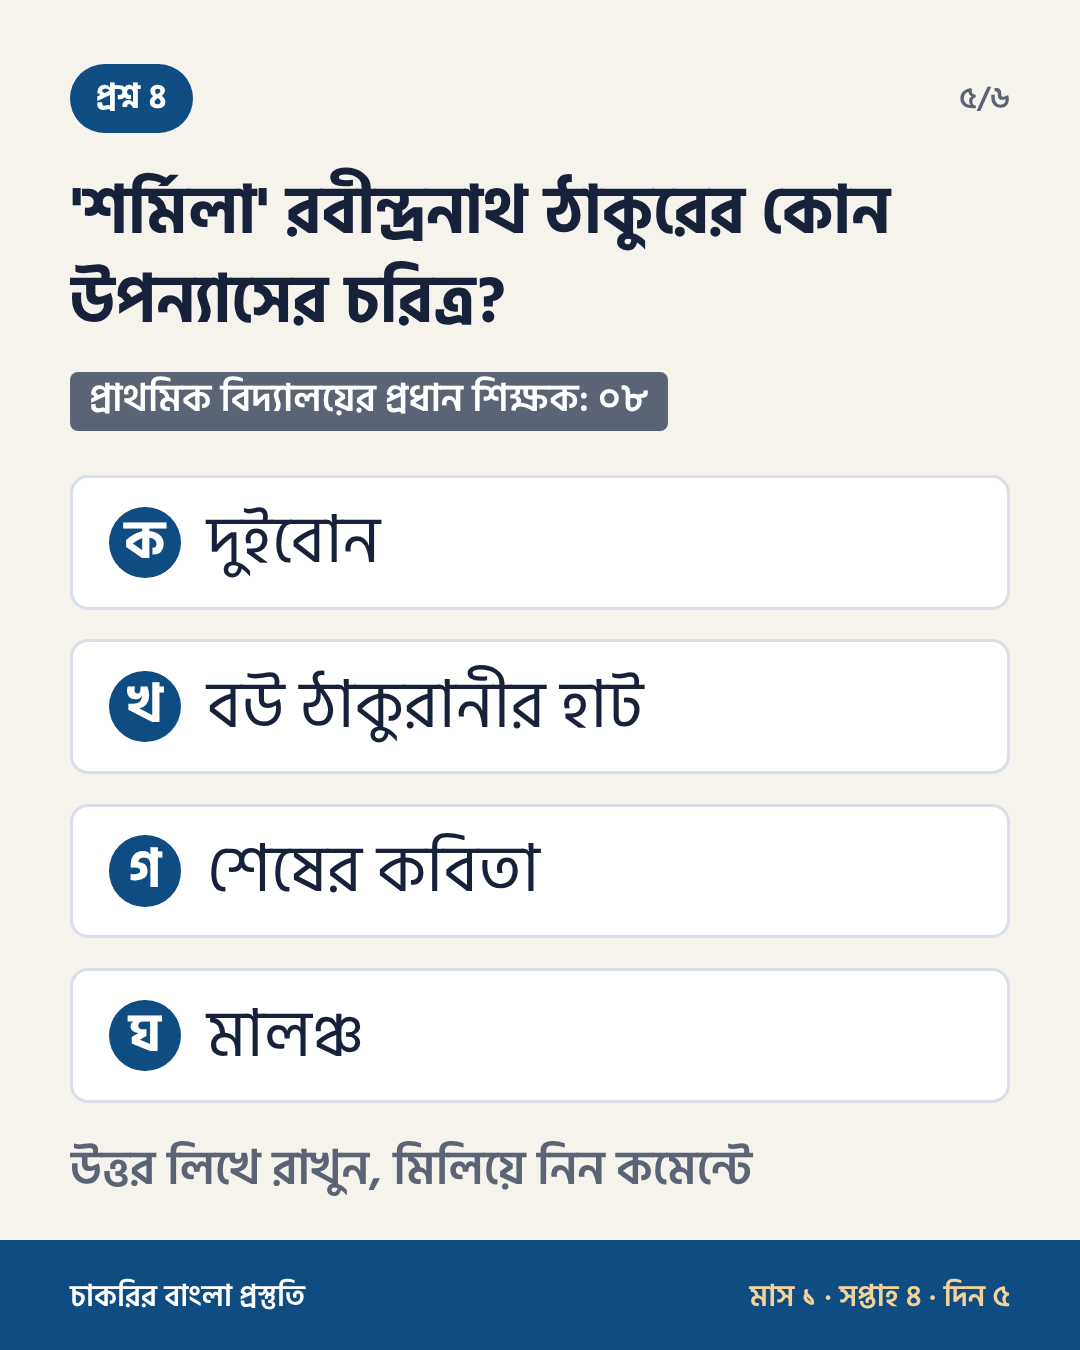 প্রশ্ন ৪
৫/৬
'শর্মিলা' রবীন্দ্রনাথ ঠাকুরের কোন
উপন্যাসের চরিত্র?
প্রাথমিক বিদ্যালয়ের প্রধান শিক্ষক: ০৮
ক দুইবোন
খ বউ ঠাকুরানীর হাট
গ শেষের কবিতা
ঘ মালঞ্চ
উত্তর লিখে রাখুন, মিলিয়ে নিন কমেন্টে
চাকরির বাংলা প্রস্তুতি
মাস ১ · সপ্তাহ ৪ · দিন ৫